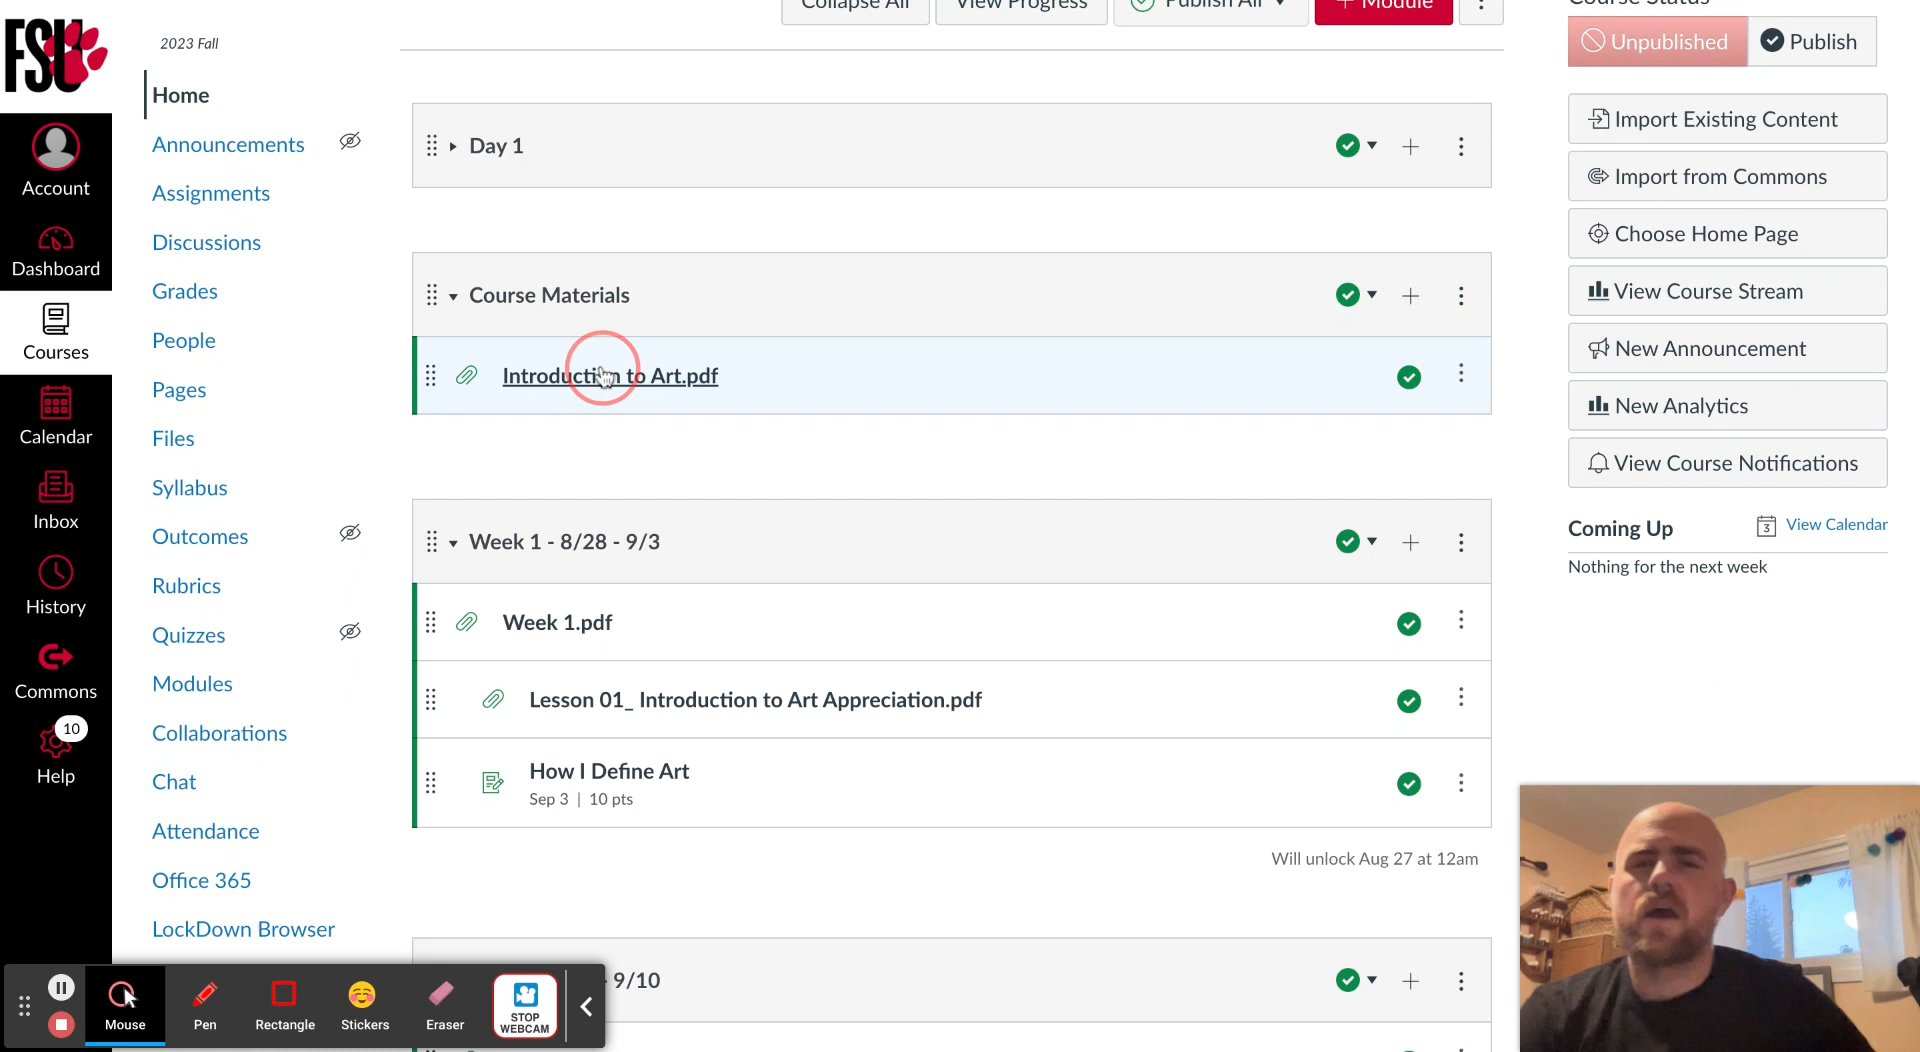 Collapse All
View Progress
Publish All
+ Module
Course Status
FSU
2023 Fall
Unpublished
Publish
Home
Announcements
Assignments
Discussions
Grades
People
Pages
Files
Syllabus
Outcomes
Rubrics
Quizzes
Modules
Collaborations
Chat
Attendance
Office 365
LockDown Browser
Account
Dashboard
Courses
Calendar
Inbox
History
Commons
10
Help
Day 1
Course Materials
Introduction to Art.pdf
Week 1 - 8/28 - 9/3
Week 1.pdf
Lesson 01_ Introduction to Art Appreciation.pdf
How I Define Art
Sep 3 | 10 pts
Will unlock Aug 27 at 12am
- 9/10
Import Existing Content
Import from Commons
Choose Home Page
View Course Stream
New Announcement
New Analytics
View Course Notifications
Coming Up
3
View Calendar
Nothing for the next week
Mouse
Pen
Rectangle
Stickers
Eraser
STOP
WEBCAM